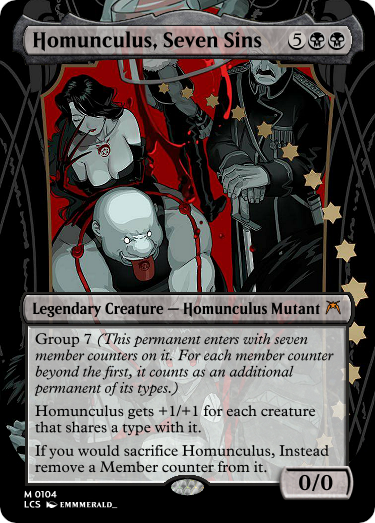 Homunculus, Seven Sins 5
Legendary Creature — Homunculus Mutant
Group 7 (This permanent enters with seven
member counters on it. For each member counter
beyond the first, it counts as an additional
permanent of its types.)
Homunculus gets +1/+1 for each creature
that shares a type with it.
If you would sacrifice Homunculus, Instead
remove a Member counter from it.
0/0
M 0104
LCS EMMMERALD_